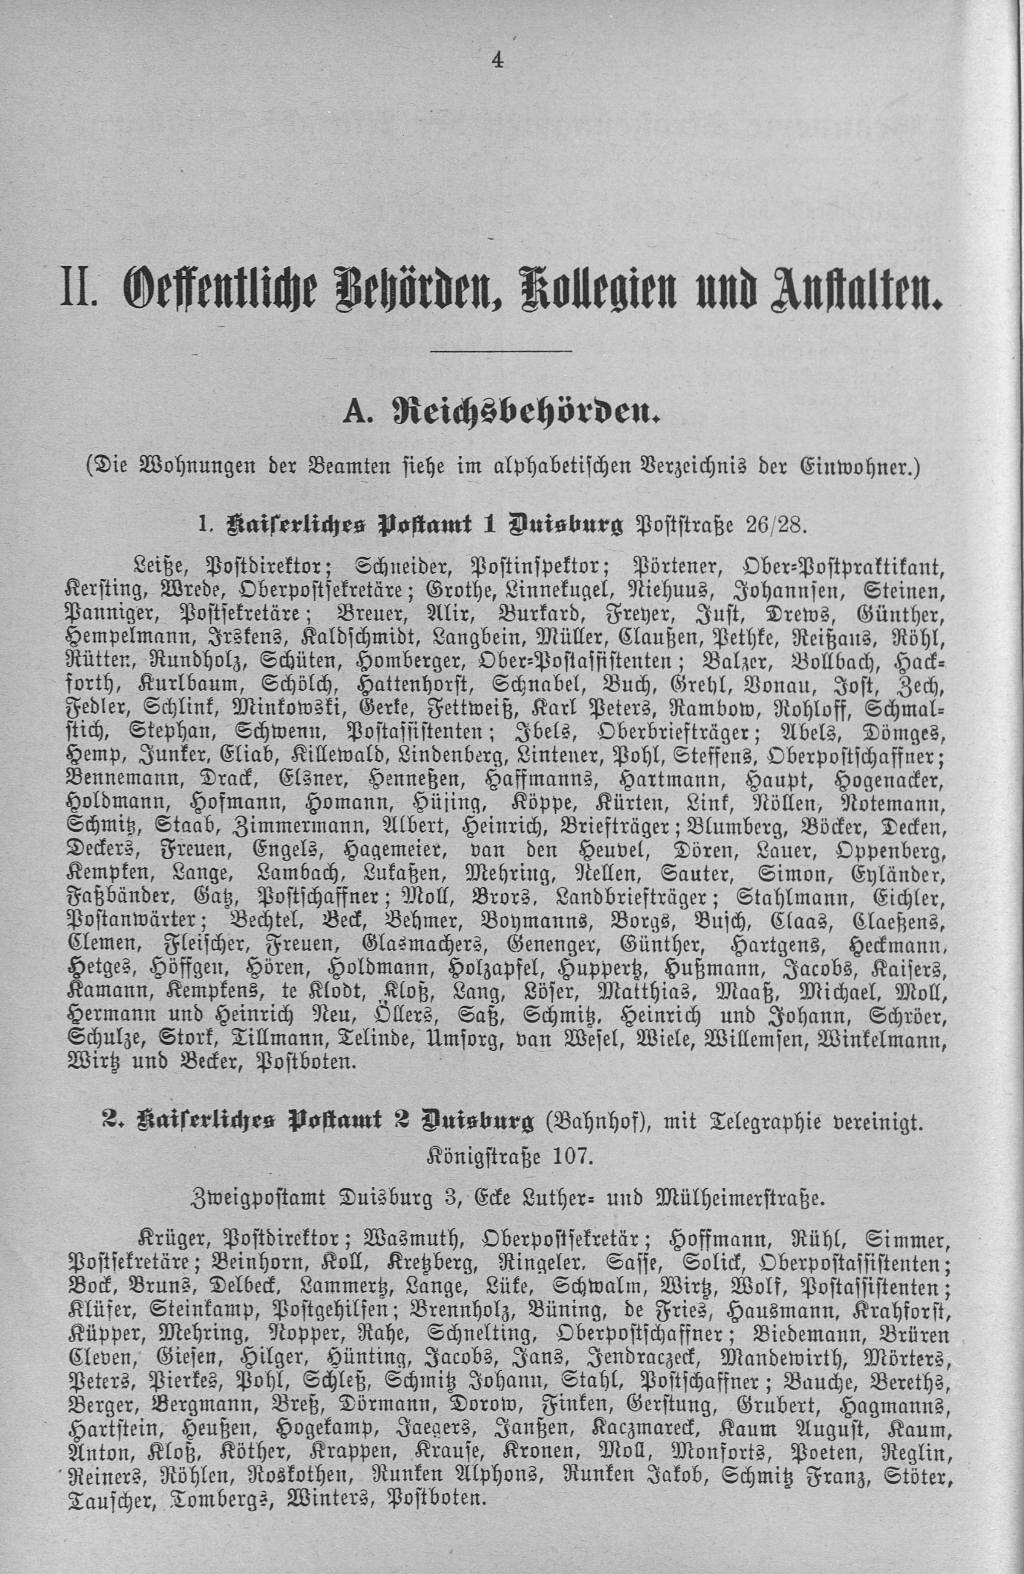 4
II. Oeffentliche Behörden, Kollegien und Anstalten.
A. Reichsbehörden.
(Die Wohnungen der Beamten siehe im alphabetischen Verzeichnis der Einwohner.)
1. Kaiserliches Postamt 1 Duisburg Poststraße 26/28.
Leiße, Postdirektor; Schneider, Postinspektor; Pörtener, Ober-Postpraktikant,
Kersting, Wrede, Oberpostsekretäre; Grothe, Linnekugel, Niehuus, Johannsen, Steinen,
Panniger, Postsekretäre; Breuer, Alir, Burkard, Freyer, Just, Drews, Günther,
Hempelmann, Irskens, Kaldschmidt, Langbein, Müller, Claußen, Pethke, Reißaus, Röhl,
Rütten, Rundholz, Schüten, Homberger, Ober-Postassistenten; Balzer, Bollbach, Hack-
forth, Kurlbaum, Schölch, Hattenhorst, Schnabel, Buch, Grehl, Vonau, Jost, Zech,
Fedler, Schlink, Minkowski, Gerke, Fettweiß, Karl Peters, Rambow, Rohloff, Schmal-
stich, Stephan, Schwenn, Postassistenten; Ibels, Oberbriefträger; Abels, Dömges,
Hemp, Junker, Eliab, Killewald, Lindenberg, Lintener, Pohl, Steffens, Oberpostschaffner;
Bennemann, Drack, Elsner, Henneßen, Haffmanns, Hartmann, Haupt, Hogenacker,
Holdmann, Hofmann, Homann, Hüjing, Köppe, Kürten, Link, Nöllen, Notemann,
Schmitz, Staab, Zimmermann, Albert, Heinrich, Briefträger; Blumberg, Böcker, Decken,
Deckers, Freuen, Engels, Hagemeier, van den Heuvel, Dören, Lauer, Oppenberg,
Kempken, Lange, Lambach, Lukaßen, Mehring, Nellen, Sauter, Simon, Eyländer,
Faßbänder, Gatz, Postschaffner; Moll, Brors, Landbriefträger; Stahlmann, Eichler,
Postanwärter; Bechtel, Beck, Behmer, Boymanns, Borgs, Busch, Claas, Claeßens,
Clemen, Fleischer, Freuen, Glasmachers, Genenger, Günther, Hartgens, Heckmann,
Hetges, Höffgen, Hören, Holdmann, Holzapfel, Huppertz, Hußmann, Jacobs, Kaisers,
Kamann, Kempkens, te Klodt, Kloß, Lang, Löser, Matthias, Maaß, Michael, Moll,
Hermann und Heinrich Neu, Öllers, Saß, Schmitz, Heinrich und Johann, Schröer,
Schulze, Stork, Tillmann, Telinde, Umsorg, van Wesel, Wiele, Willemsen, Winkelmann,
Wirtz und Becker, Postboten.
2. Kaiserliches Postamt 2 Duisburg (Bahnhof), mit Telegraphie vereinigt.
Königstraße 107.
Zweigpostamt Duisburg 3, Ecke Luther- und Mülheimerstraße.
Krüger, Postdirektor; Wasmuth, Oberpostsekretär; Hoffmann, Rühl, Simmer,
Postsekretäre; Beinhorn, Koll, Kretzberg, Ringeler, Sasse, Solick, Oberpostassistenten;
Bock, Bruns, Delbeck, Lammertz, Lange, Lüke, Schwalm, Wirtz, Wolf, Postassistenten;
Klüfer, Steinkamp, Postgehilfen; Brennholz, Büning, de Fries, Hausmann, Krahforst,
Küpper, Mehring, Nopper, Rahe, Schnelting, Oberpostschaffner; Biedemann, Brüren
Cleven, Giesen, Hilger, Hünting, Jacobs, Jans, Jendraczeck, Mandewirth, Mörters,
Peters, Pierkes, Pohl, Schleß, Schmitz Johann, Stahl, Postschaffner; Bauche, Bereths,
Berger, Bergmann, Breß, Dörmann, Dorow, Finken, Gerstung, Grubert, Hagmanns,
Hartstein, Heußen, Hogekamp, Jaegers, Janßen, Kaczmareck, Kaum August, Kaum,
Anton, Kloß, Köther, Krappen, Krause, Kronen, Moll, Monforts, Poeten, Reglin,
Reiners, Röhlen, Roskothen, Runken Alphons, Runken Jakob, Schmitz Franz, Stöter,
Tauscher, Tombergs, Winters, Postboten.